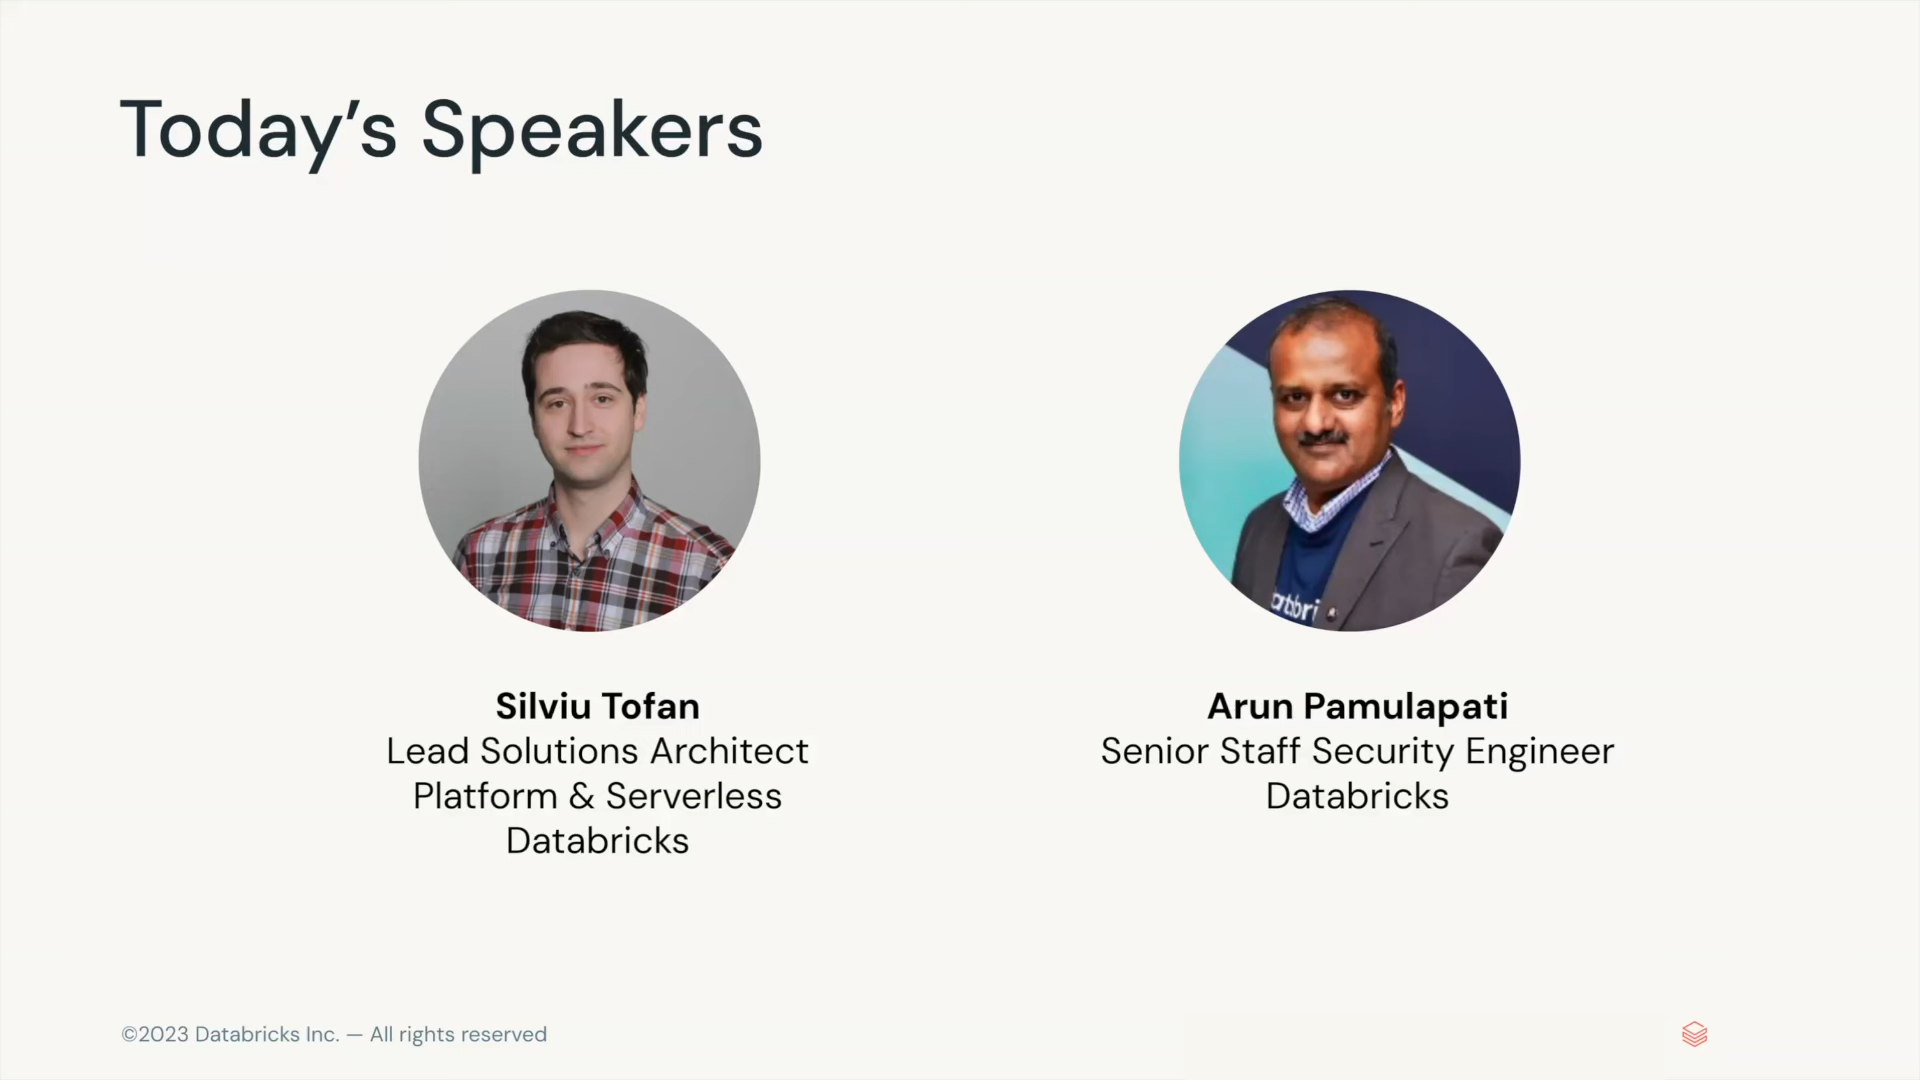 Today’s Speakers
Silviu Tofan
Lead Solutions Architect
Platform & Serverless
Databricks
Arun Pamulapati
Senior Staff Security Engineer
Databricks
©2023 Databricks Inc. — All rights reserved